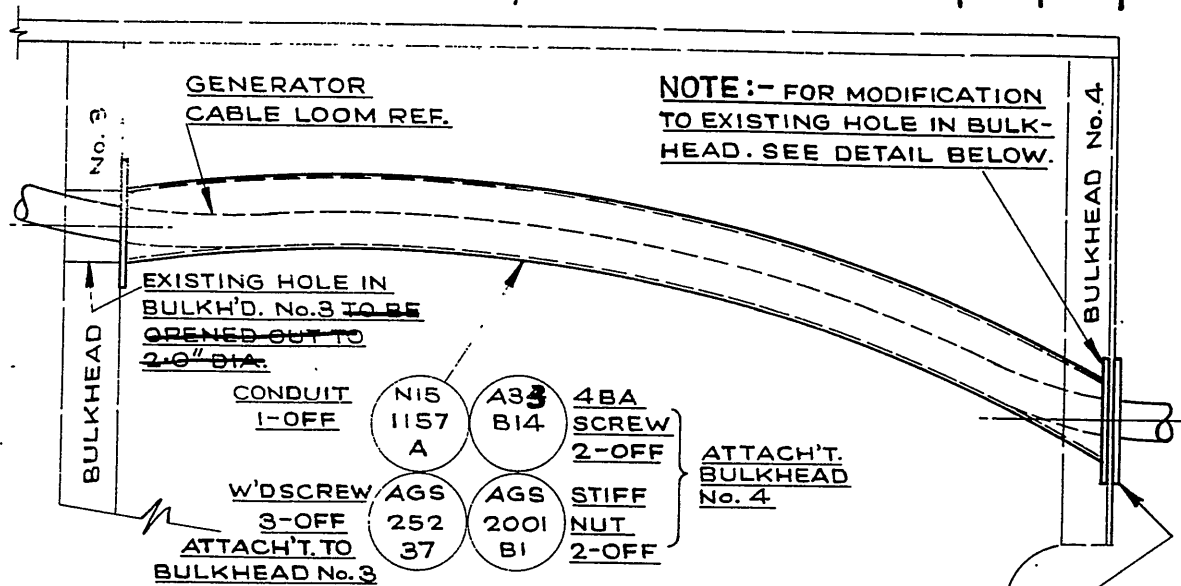 GENERATOR
CABLE LOOM REF.
NOTE:- FOR MODIFICATION
TO EXISTING HOLE IN BULK-
HEAD. SEE DETAIL BELOW.
No. 3
BULKHEAD
BULKHEAD No. 4
EXISTING HOLE IN
BULKH'D. No.3 TO BE
OPENED OUT TO
2.0" DIA.
CONDUIT
1-OFF
N15
1157
A
A33
B14
4BA
SCREW
2-OFF
W'DSCREW
3-OFF
ATTACH'T. TO
BULKHEAD No.3
AGS
252
37
AGS
2001
B1
STIFF
NUT
2-OFF
ATTACH'T.
BULKHEAD
No. 4